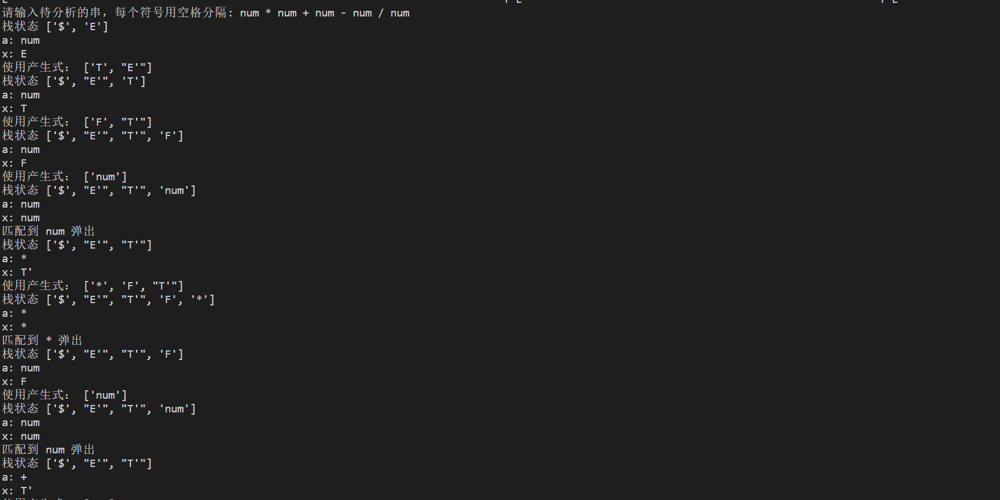 请输入待分析的串，每个符号用空格分隔: num * num + num - num / num
栈状态 ['$', 'E']
a: num
x: E
使用产生式： ['T', "E'"]
栈状态 ['$', "E'", 'T']
a: num
x: T
使用产生式： ['F', "T'"]
栈状态 ['$', "E'", "T'", 'F']
a: num
x: F
使用产生式： ['num']
栈状态 ['$', "E'", "T'", 'num']
a: num
x: num
匹配到 num 弹出
栈状态 ['$', "E'", "T'"]
a: *
x: T'
使用产生式： ['*', 'F', "T'"]
栈状态 ['$', "E'", "T'", 'F', '*']
a: *
x: *
匹配到 * 弹出
栈状态 ['$', "E'", "T'", 'F']
a: num
x: F
使用产生式： ['num']
栈状态 ['$', "E'", "T'", 'num']
a: num
x: num
匹配到 num 弹出
栈状态 ['$', "E'", "T'"]
a: +
x: T'